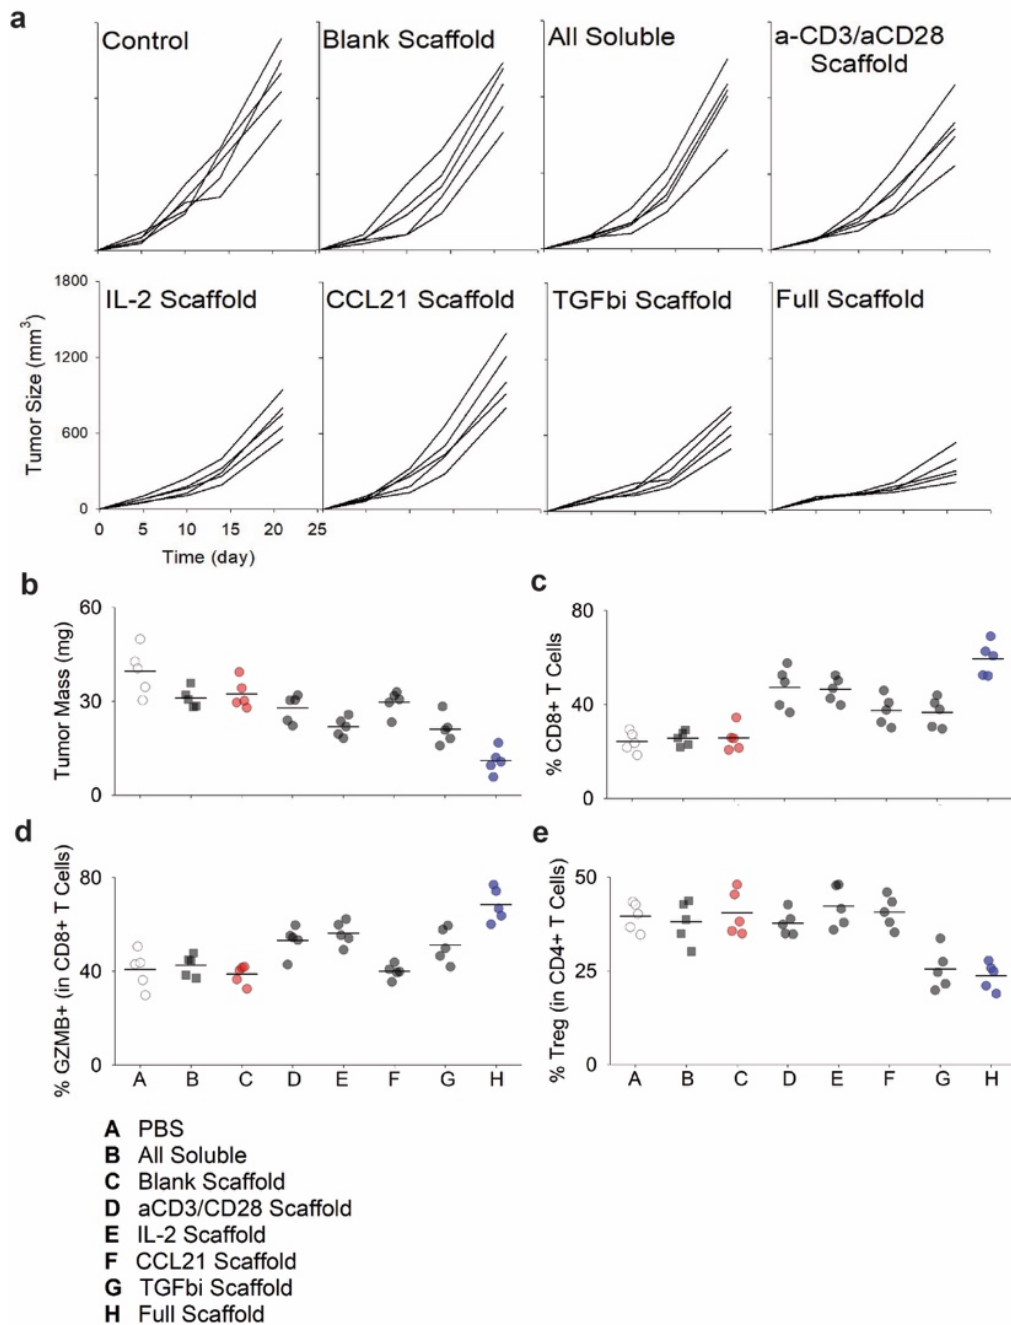 a
Control
Blank Scaffold
All Soluble
a-CD3/aCD28
Scaffold
Tumor Size (mm3)
1800
1200
600
0
IL-2 Scaffold
CCL21 Scaffold
TGFbi Scaffold
Full Scaffold
0 5 10 15 20 25
Time (day)
b
Tumor Mass (mg)
60
30
0
c
% CD8+ T Cells
80
40
0
d
% GZMB+ (in CD8+ T Cells)
80
40
0
A B C D E F G H
e
% Treg (in CD4+ T Cells)
50
25
0
A B C D E F G H
A PBS
B All Soluble
C Blank Scaffold
D aCD3/CD28 Scaffold
E IL-2 Scaffold
F CCL21 Scaffold
G TGFbi Scaffold
H Full Scaffold